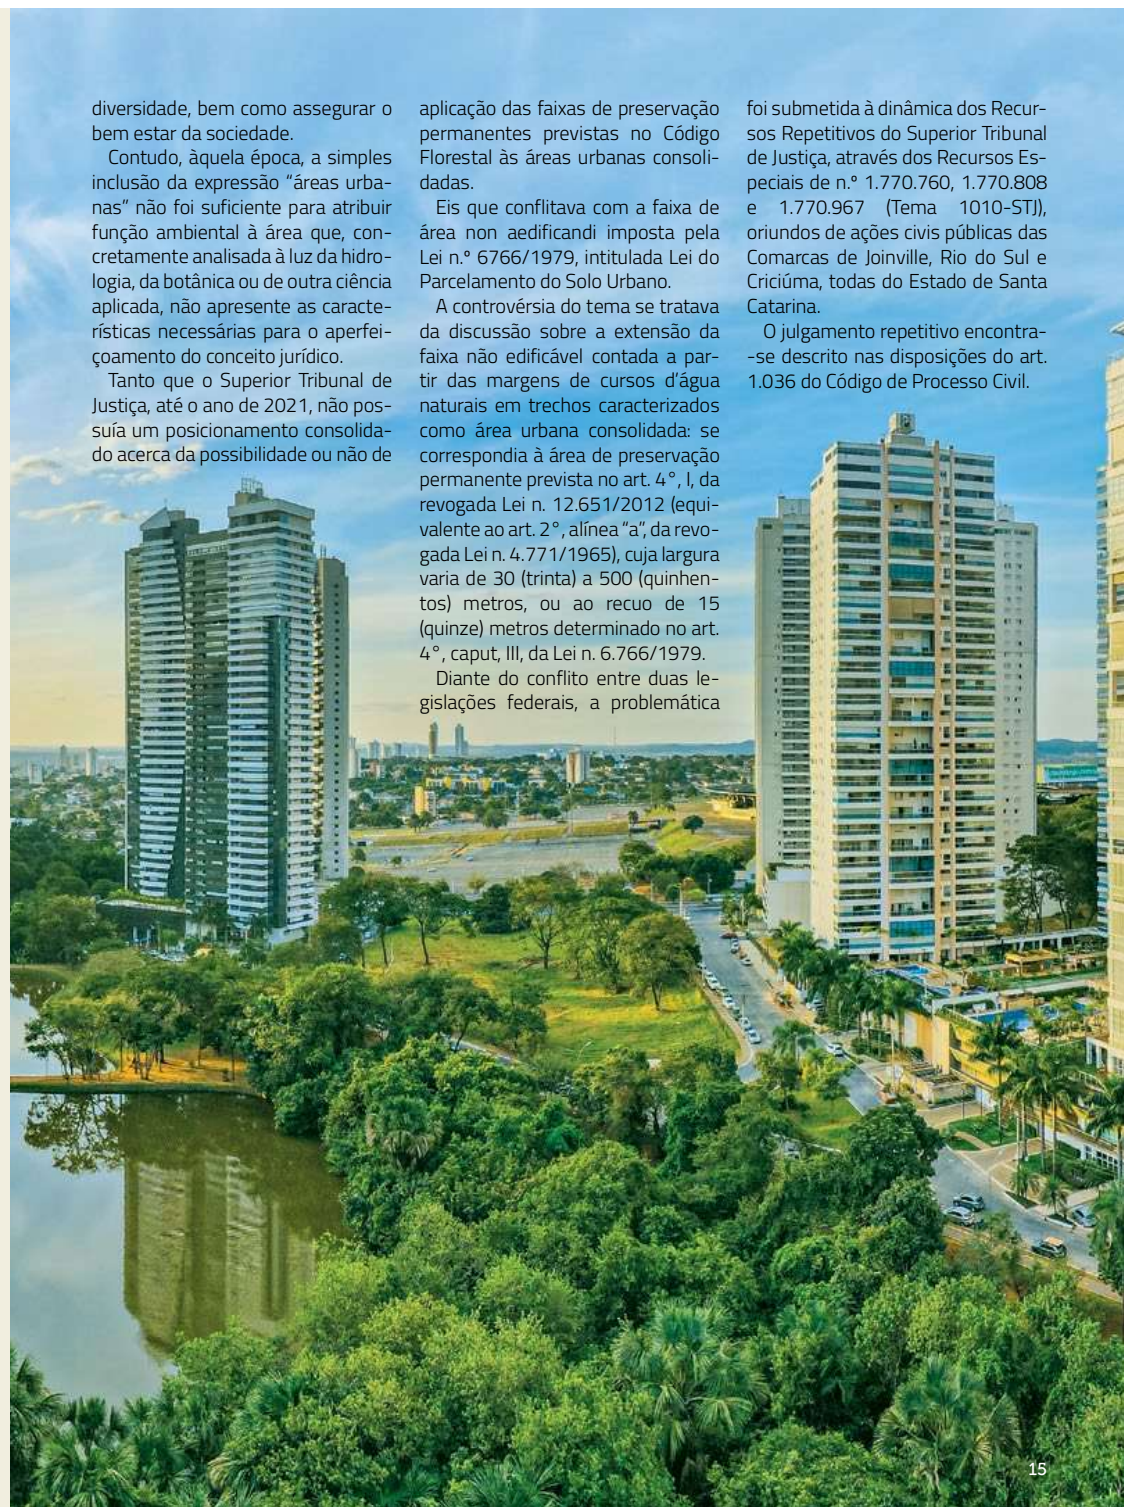 diversidade, bem como assegurar o
bem estar da sociedade.
Contudo, àquela época, a simples
inclusão da expressão “áreas urba-
nas” não foi suficiente para atribuir
função ambiental à área que, con-
cretamente analisada à luz da hidro-
logia, da botânica ou de outra ciência
aplicada, não apresente as caracte-
rísticas necessárias para o aperfei-
çoamento do conceito jurídico.
Tanto que o Superior Tribunal de
Justiça, até o ano de 2021, não pos-
suía um posicionamento consolida-
do acerca da possibilidade ou não de
aplicação das faixas de preservação
permanentes previstas no Código
Florestal às áreas urbanas consoli-
dadas.
Eis que conflitava com a faixa de
área non aedificandi imposta pela
Lei n.º 6766/1979, intitulada Lei do
Parcelamento do Solo Urbano.
A controvérsia do tema se tratava
da discussão sobre a extensão da
faixa não edificável contada a par-
tir das margens de cursos d’água
naturais em trechos caracterizados
como área urbana consolidada: se
correspondia à área de preservação
permanente prevista no art. 4°, I, da
revogada Lei n. 12.651/2012 (equi-
valente ao art. 2°, alínea “a”, da revo-
gada Lei n. 4.771/1965), cuja largura
varia de 30 (trinta) a 500 (quinhen-
tos) metros, ou ao recuo de 15
(quinze) metros determinado no art.
4°, caput, III, da Lei n. 6.766/1979.
Diante do conflito entre duas le-
gislações federais, a problemática
foi submetida à dinâmica dos Recur-
sos Repetitivos do Superior Tribunal
de Justiça, através dos Recursos Es-
peciais de n.º 1.770.760, 1.770.808
e 1.770.967 (Tema 1010-STJ),
oriundos de ações civis públicas das
Comarcas de Joinville, Rio do Sul e
Criciúma, todas do Estado de Santa
Catarina.
O julgamento repetitivo encontra-
-se descrito nas disposições do art.
1.036 do Código de Processo Civil.
15